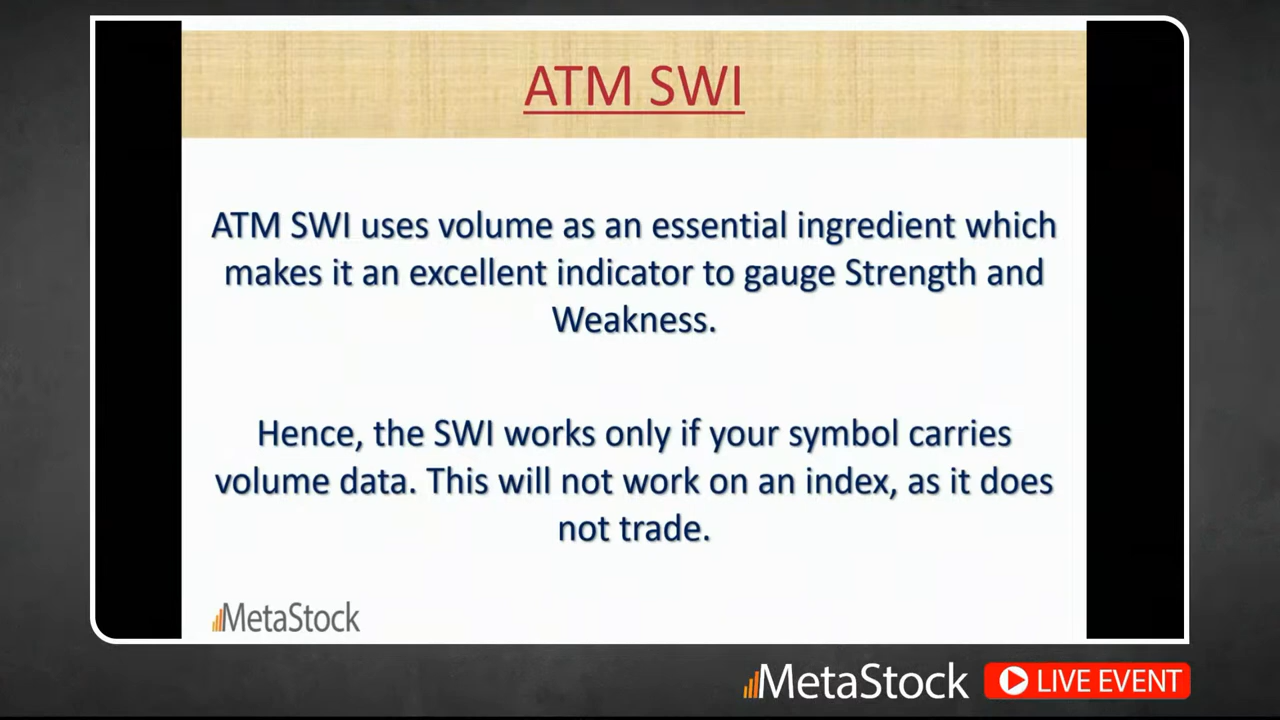 ATM SWI
ATM SWI uses volume as an essential ingredient which
makes it an excellent indicator to gauge Strength and
Weakness.
Hence, the SWI works only if your symbol carries
volume data. This will not work on an index, as it does
not trade.
MetaStock
MetaStock LIVE EVENT